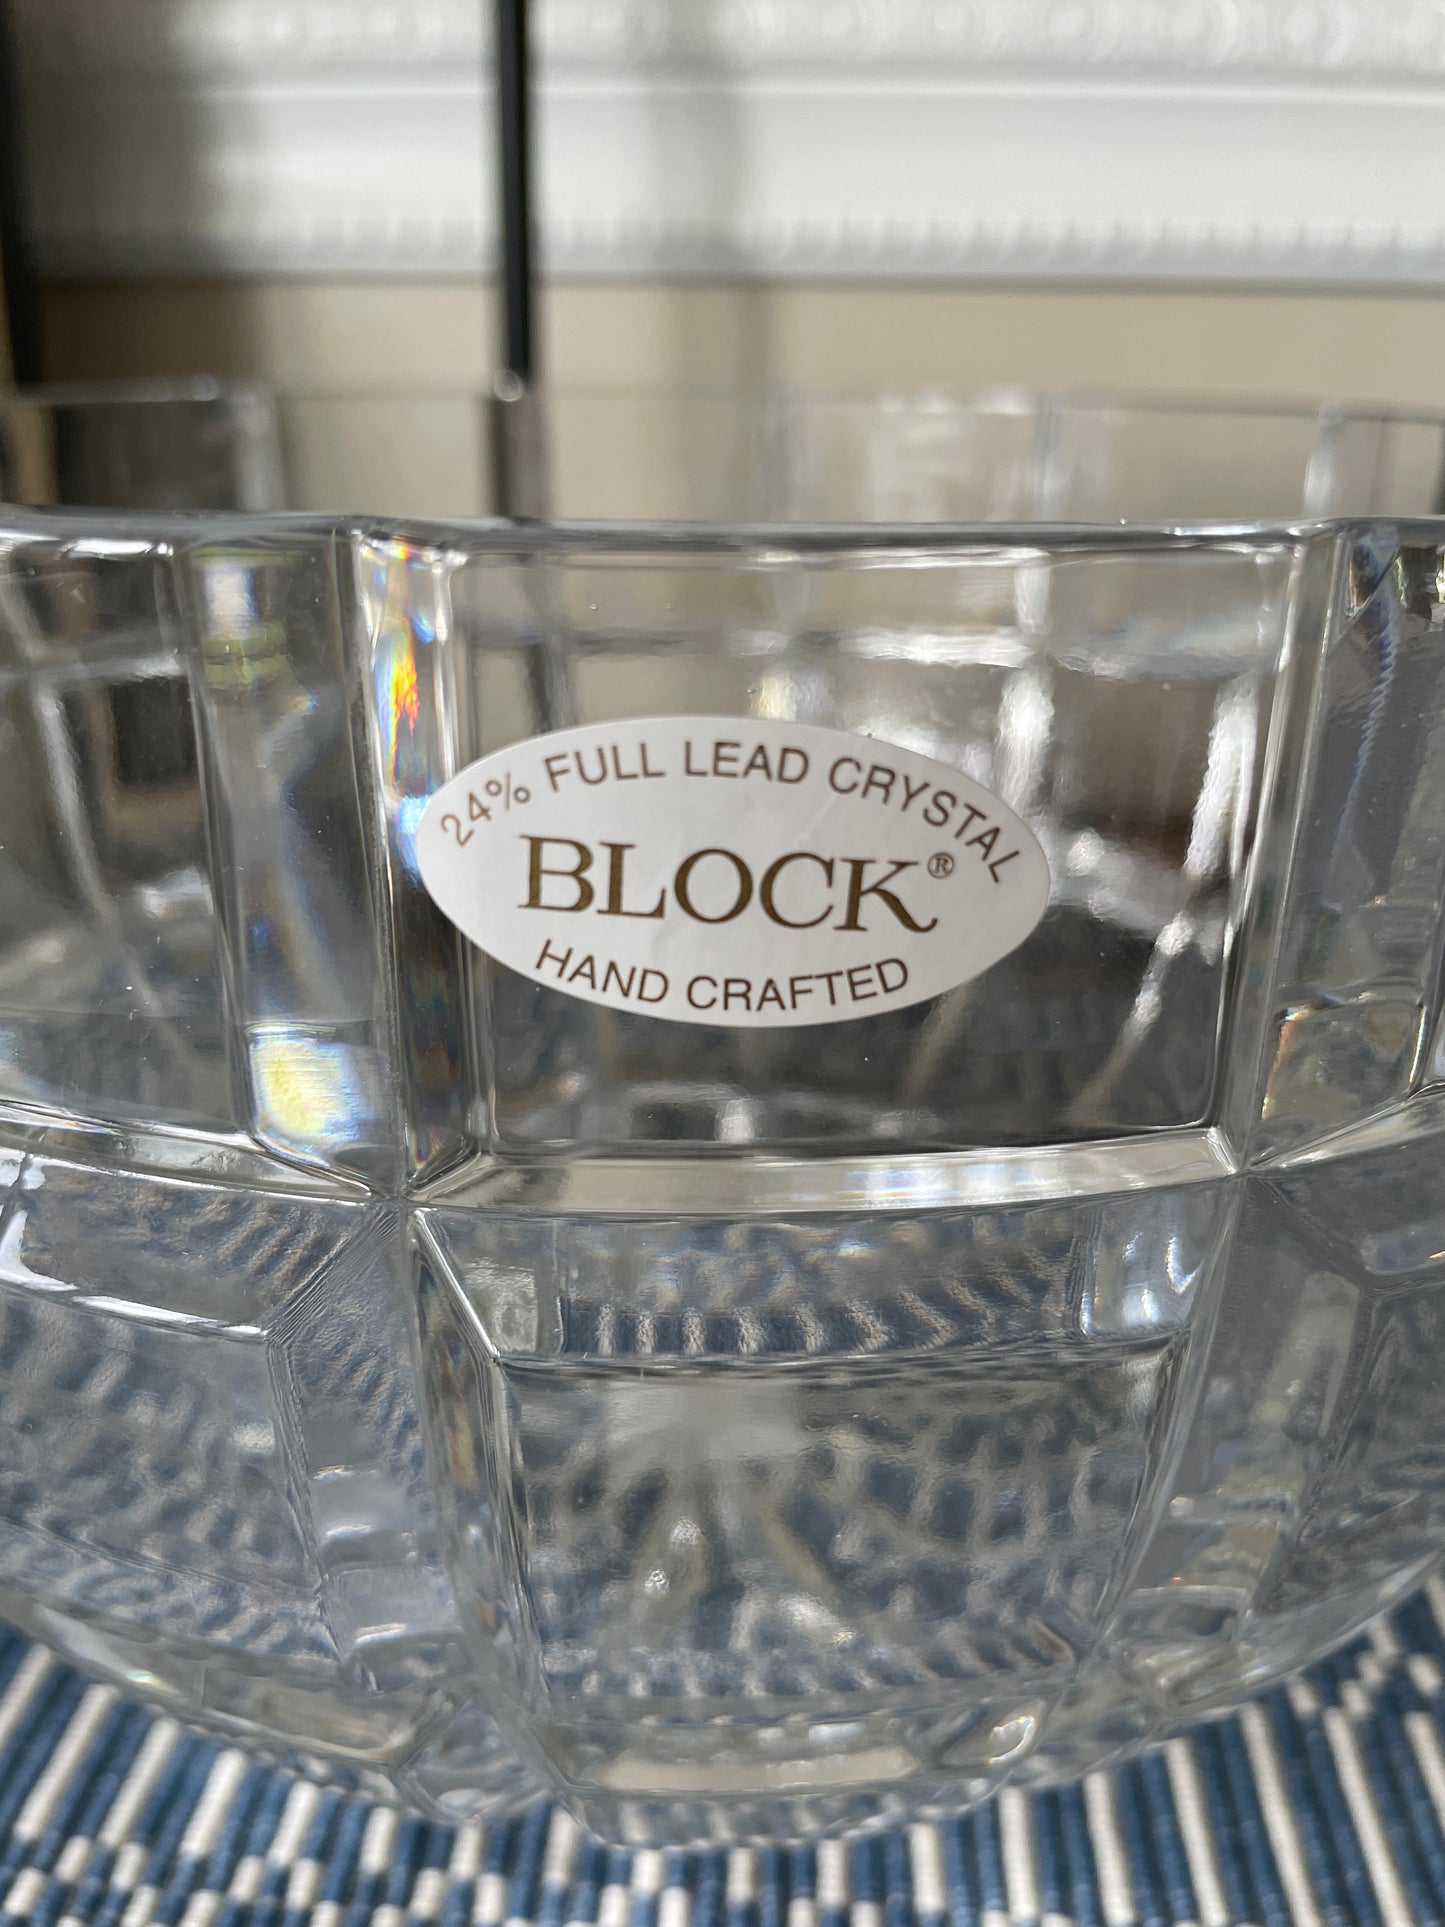 24% FULL LEAD CRYSTAL
BLOCK®
HAND CRAFTED